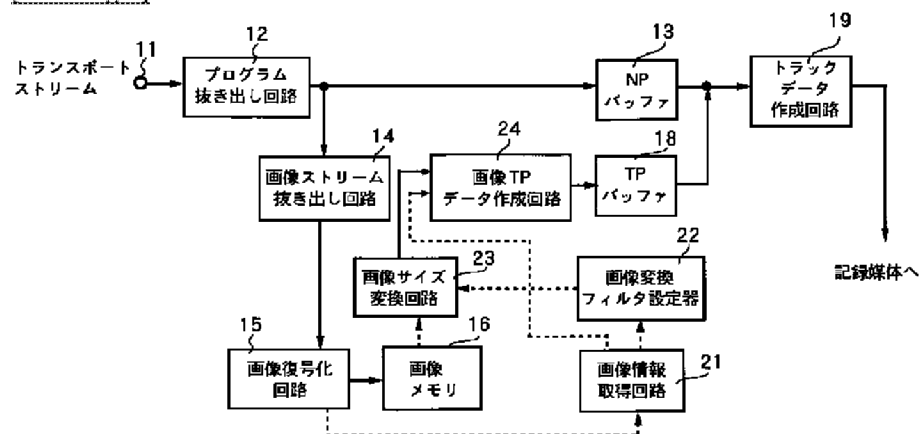 トランスポート
ストリーム
11
12
プログラム
抜き出し回路
13
NP
バッファ
19
トラック
データ
作成回路
14
画像ストリーム
抜き出し回路
24
画像TP
データ作成回路
18
TP
バッファ
記録媒体へ
23
画像サイズ
変換回路
22
画像変換
フィルタ設定器
15
画像復号化
回路
16
画像
メモリ
画像情報
取得回路
21